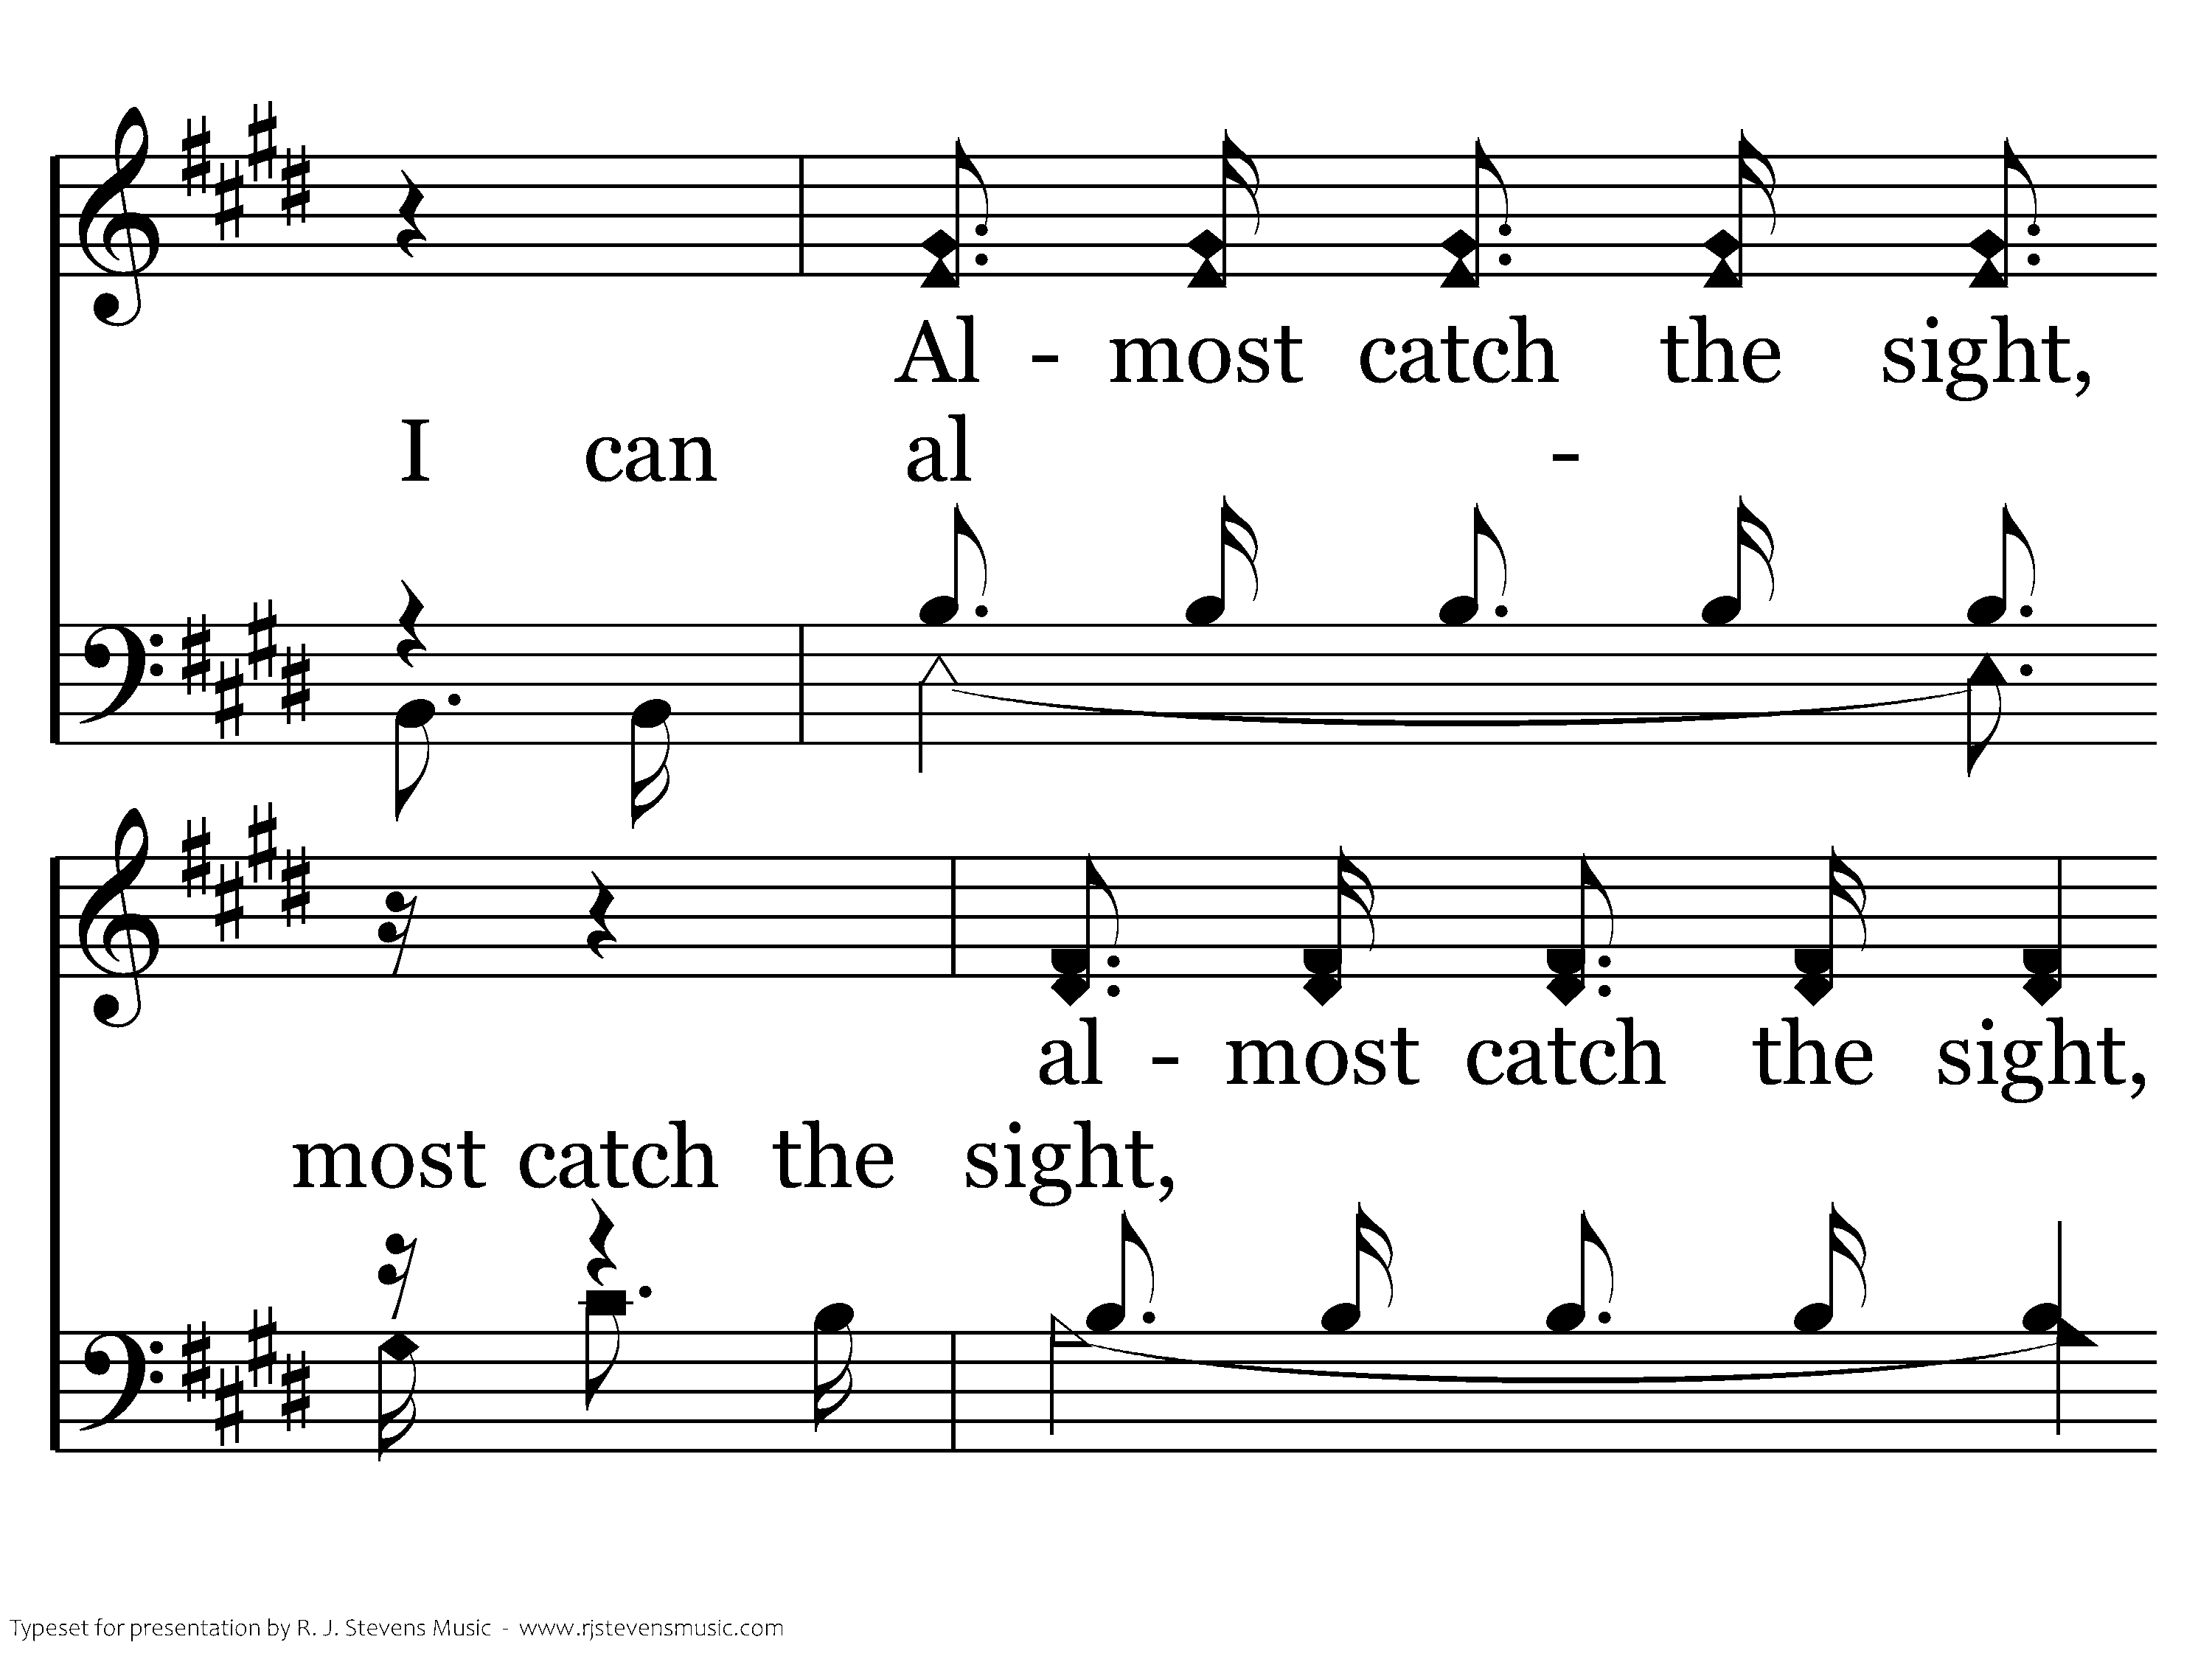 Al - most catch the sight,
I can al -
al - most catch the sight,
most catch the sight,
Typeset for presentation by R. J. Stevens Music - www.rjstevensmusic.com